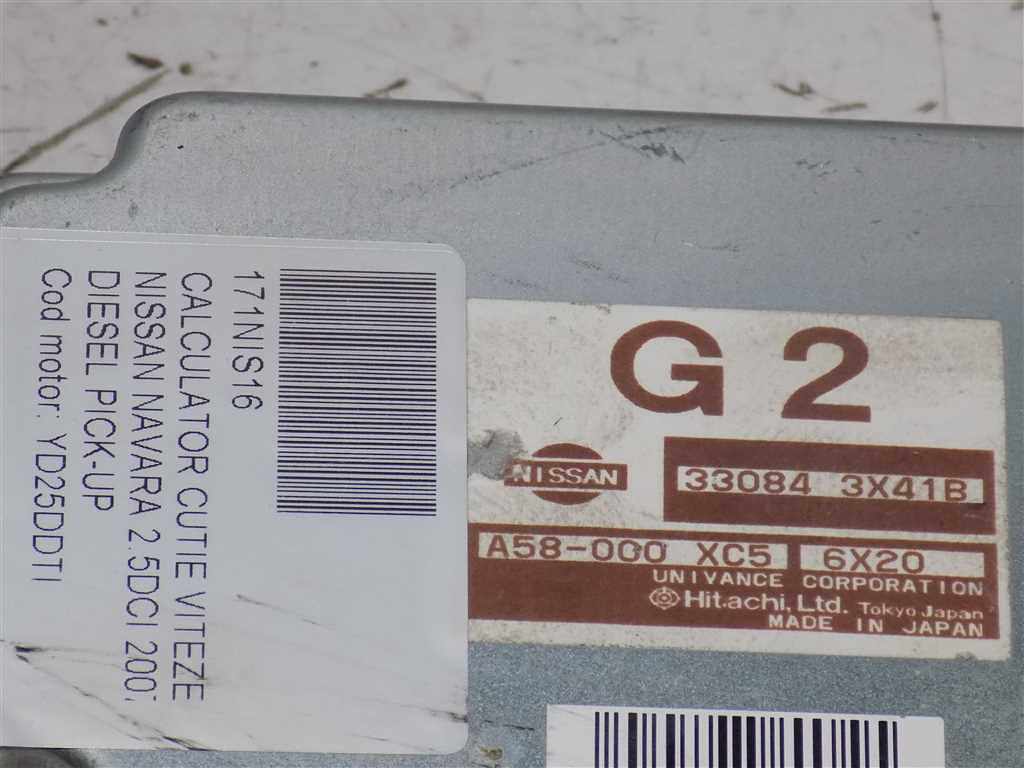 171NIS16
CALCULATOR CUTIE VITEZE
NISSAN NAVARA 2.5DCI 2007
DIESEL PICK-UP
Cod motor: YD25DDTI
G2
NISSAN
33084 3X41B
A58-000 XC5 6X20
UNIVANCE CORPORATION
Hitachi, Ltd. Tokyo Japan
MADE IN JAPAN